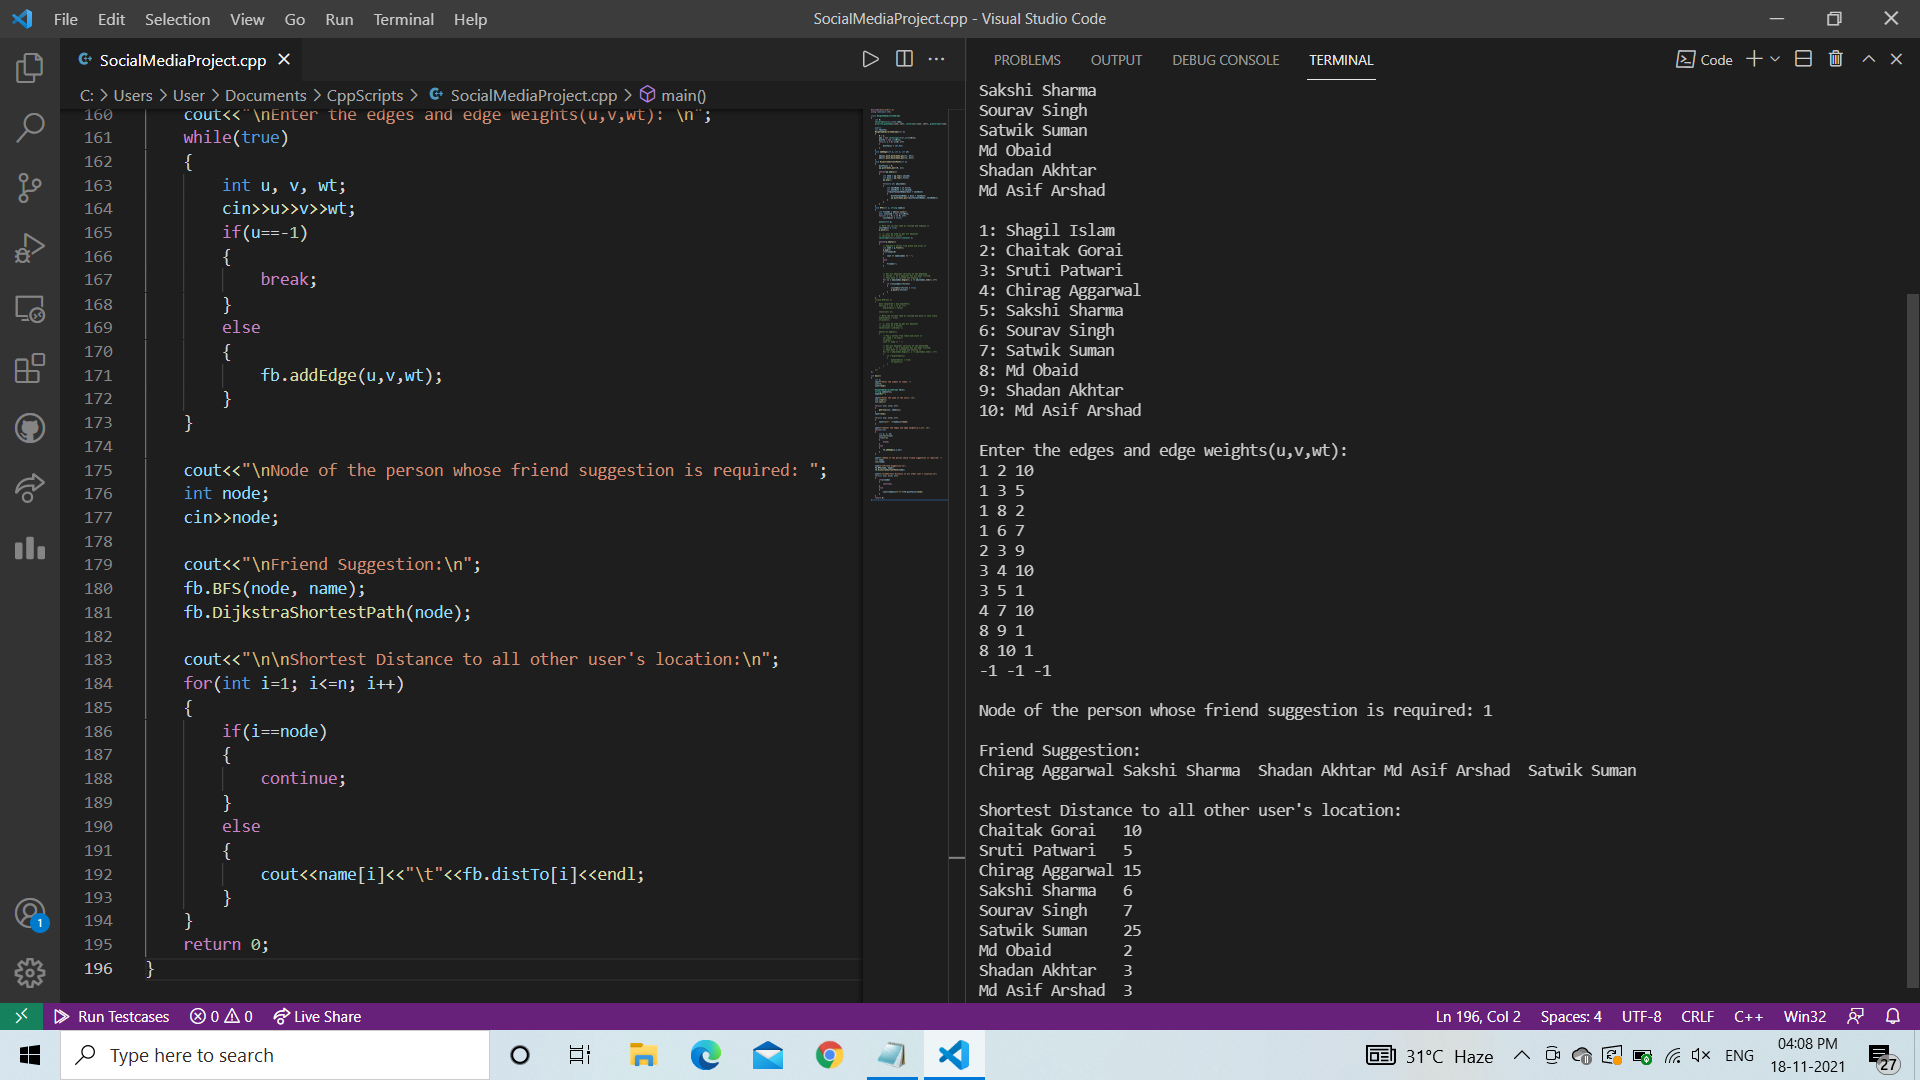 File Edit Selection View Go Run Terminal Help
SocialMediaProject.cpp - Visual Studio Code
SocialMediaProject.cpp
C: > Users > User > Documents > CppScripts > SocialMediaProject.cpp > main()
160 cout<<"\nEnter the edges and edge weights(u,v,wt): \n";
161 while(true)
162 {
163 int u, v, wt;
164 cin>>u>>v>>wt;
165 if(u==-1)
166 {
167 break;
168 }
169 else
170 {
171 fb.addEdge(u,v,wt);
172 }
173 }
174
175 cout<<"\nNode of the person whose friend suggestion is required: ";
176 int node;
177 cin>>node;
178
179 cout<<"\nFriend Suggestion:\n";
180 fb.BFS(node, name);
181 fb.DijkstraShortestPath(node);
182
183 cout<<"\n\nShortest Distance to all other user's location:\n";
184 for(int i=1; i<=n; i++)
185 {
186 if(i==node)
187 {
188 continue;
189 }
190 else
191 {
192 cout<<name[i]<<"\t"<<fb.distTo[i]<<endl;
193 }
194 }
195 return 0;
196 }
PROBLEMS OUTPUT DEBUG CONSOLE TERMINAL
Code
Sakshi Sharma
Sourav Singh
Satwik Suman
Md Obaid
Shadan Akhtar
Md Asif Arshad
1: Shagil Islam
2: Chaitak Gorai
3: Sruti Patwari
4: Chirag Aggarwal
5: Sakshi Sharma
6: Sourav Singh
7: Satwik Suman
8: Md Obaid
9: Shadan Akhtar
10: Md Asif Arshad
Enter the edges and edge weights(u,v,wt):
1 2 10
1 3 5
1 8 2
1 6 7
2 3 9
3 4 10
3 5 1
4 7 10
8 9 1
8 10 1
-1 -1 -1
Node of the person whose friend suggestion is required: 1
Friend Suggestion:
Chirag Aggarwal Sakshi Sharma  Shadan Akhtar Md Asif Arshad  Satwik Suman
Shortest Distance to all other user's location:
Chaitak Gorai 10
Sruti Patwari 5
Chirag Aggarwal 15
Sakshi Sharma 6
Sourav Singh 7
Satwik Suman 25
Md Obaid 2
Shadan Akhtar 3
Md Asif Arshad 3
1
Run Testcases 0 0 Live Share
Ln 196, Col 2 Spaces: 4 UTF-8 CRLF C++ Win32
Type here to search
31°C Haze
ENG
04:08 PM
18-11-2021
27